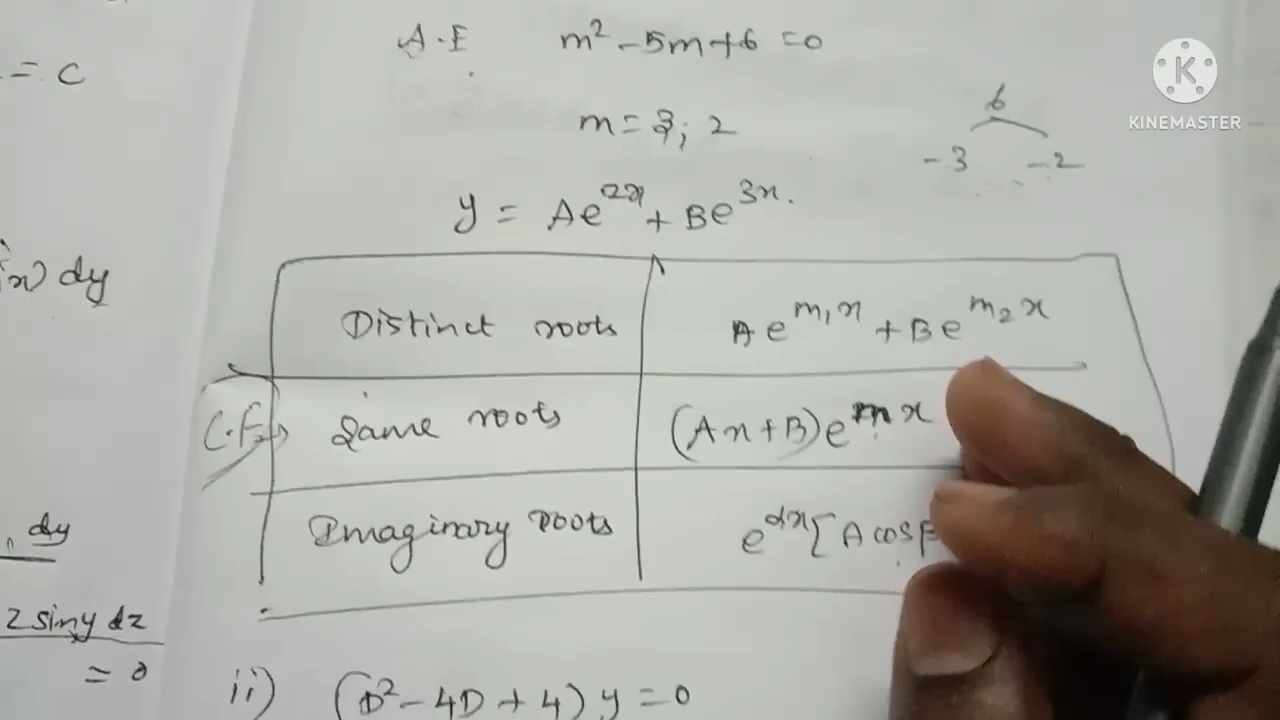 A.E m² - 5m + 6 = 0
= C
KINEMASTER
m = 3; 2
6
-3 -2
y = Ae^{2x} + Be^{3x}.
dy
Distinct roots Ae^{m₁x} + Be^{m₂x}
C.F → Same roots (Ax+B)e^{mx}
Imaginary roots e^{αx}[A cosβ
dy
z siny dz
= 0
ii) (D² - 4D + 4) y = 0